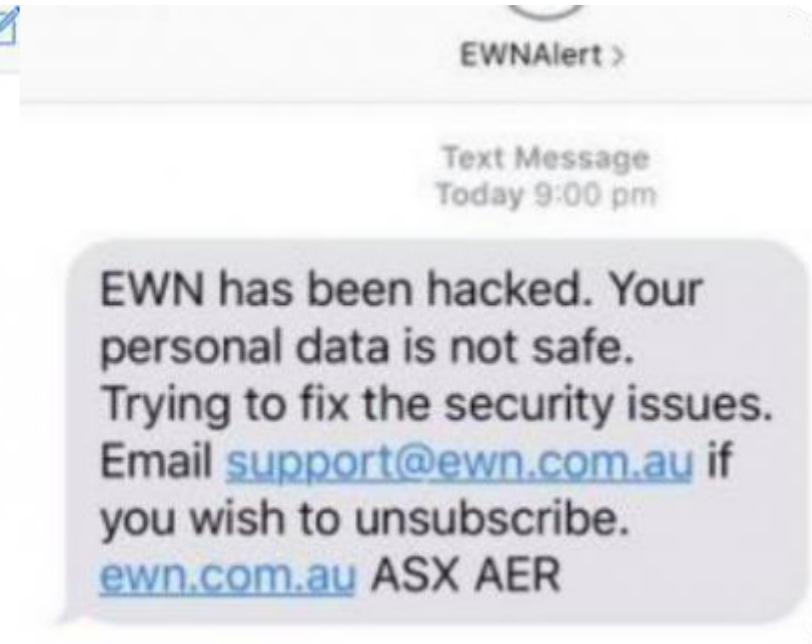 EWNAlert >
Text Message
Today 9:00 pm
EWN has been hacked. Your
personal data is not safe.
Trying to fix the security issues.
Email support@ewn.com.au if
you wish to unsubscribe.
ewn.com.au ASX AER